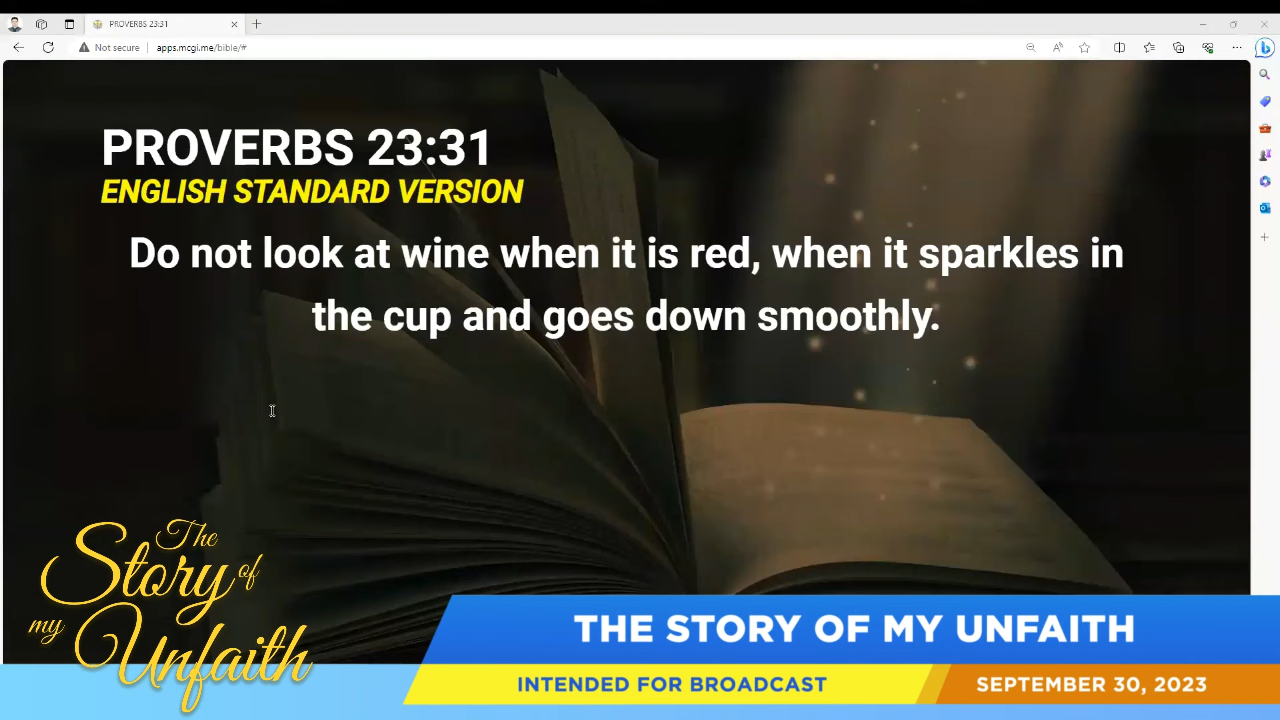 PROVERBS 23:31
Not secure
apps.mcgi.me/bible/#
PROVERBS 23:31
ENGLISH STANDARD VERSION
Do not look at wine when it is red, when it sparkles in
the cup and goes down smoothly.
The
Story of
my
Unfaith
THE STORY OF MY UNFAITH
INTENDED FOR BROADCAST
SEPTEMBER 30, 2023